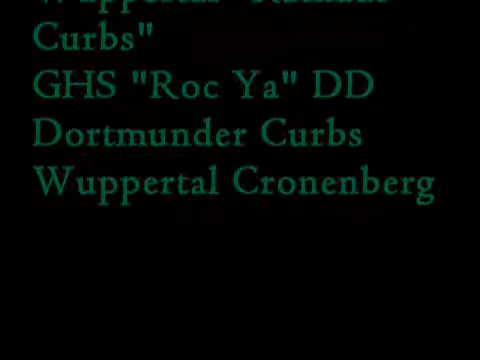 Curbs"
GHS "Roc Ya" DD
Dortmunder Curbs
Wuppertal Cronenberg